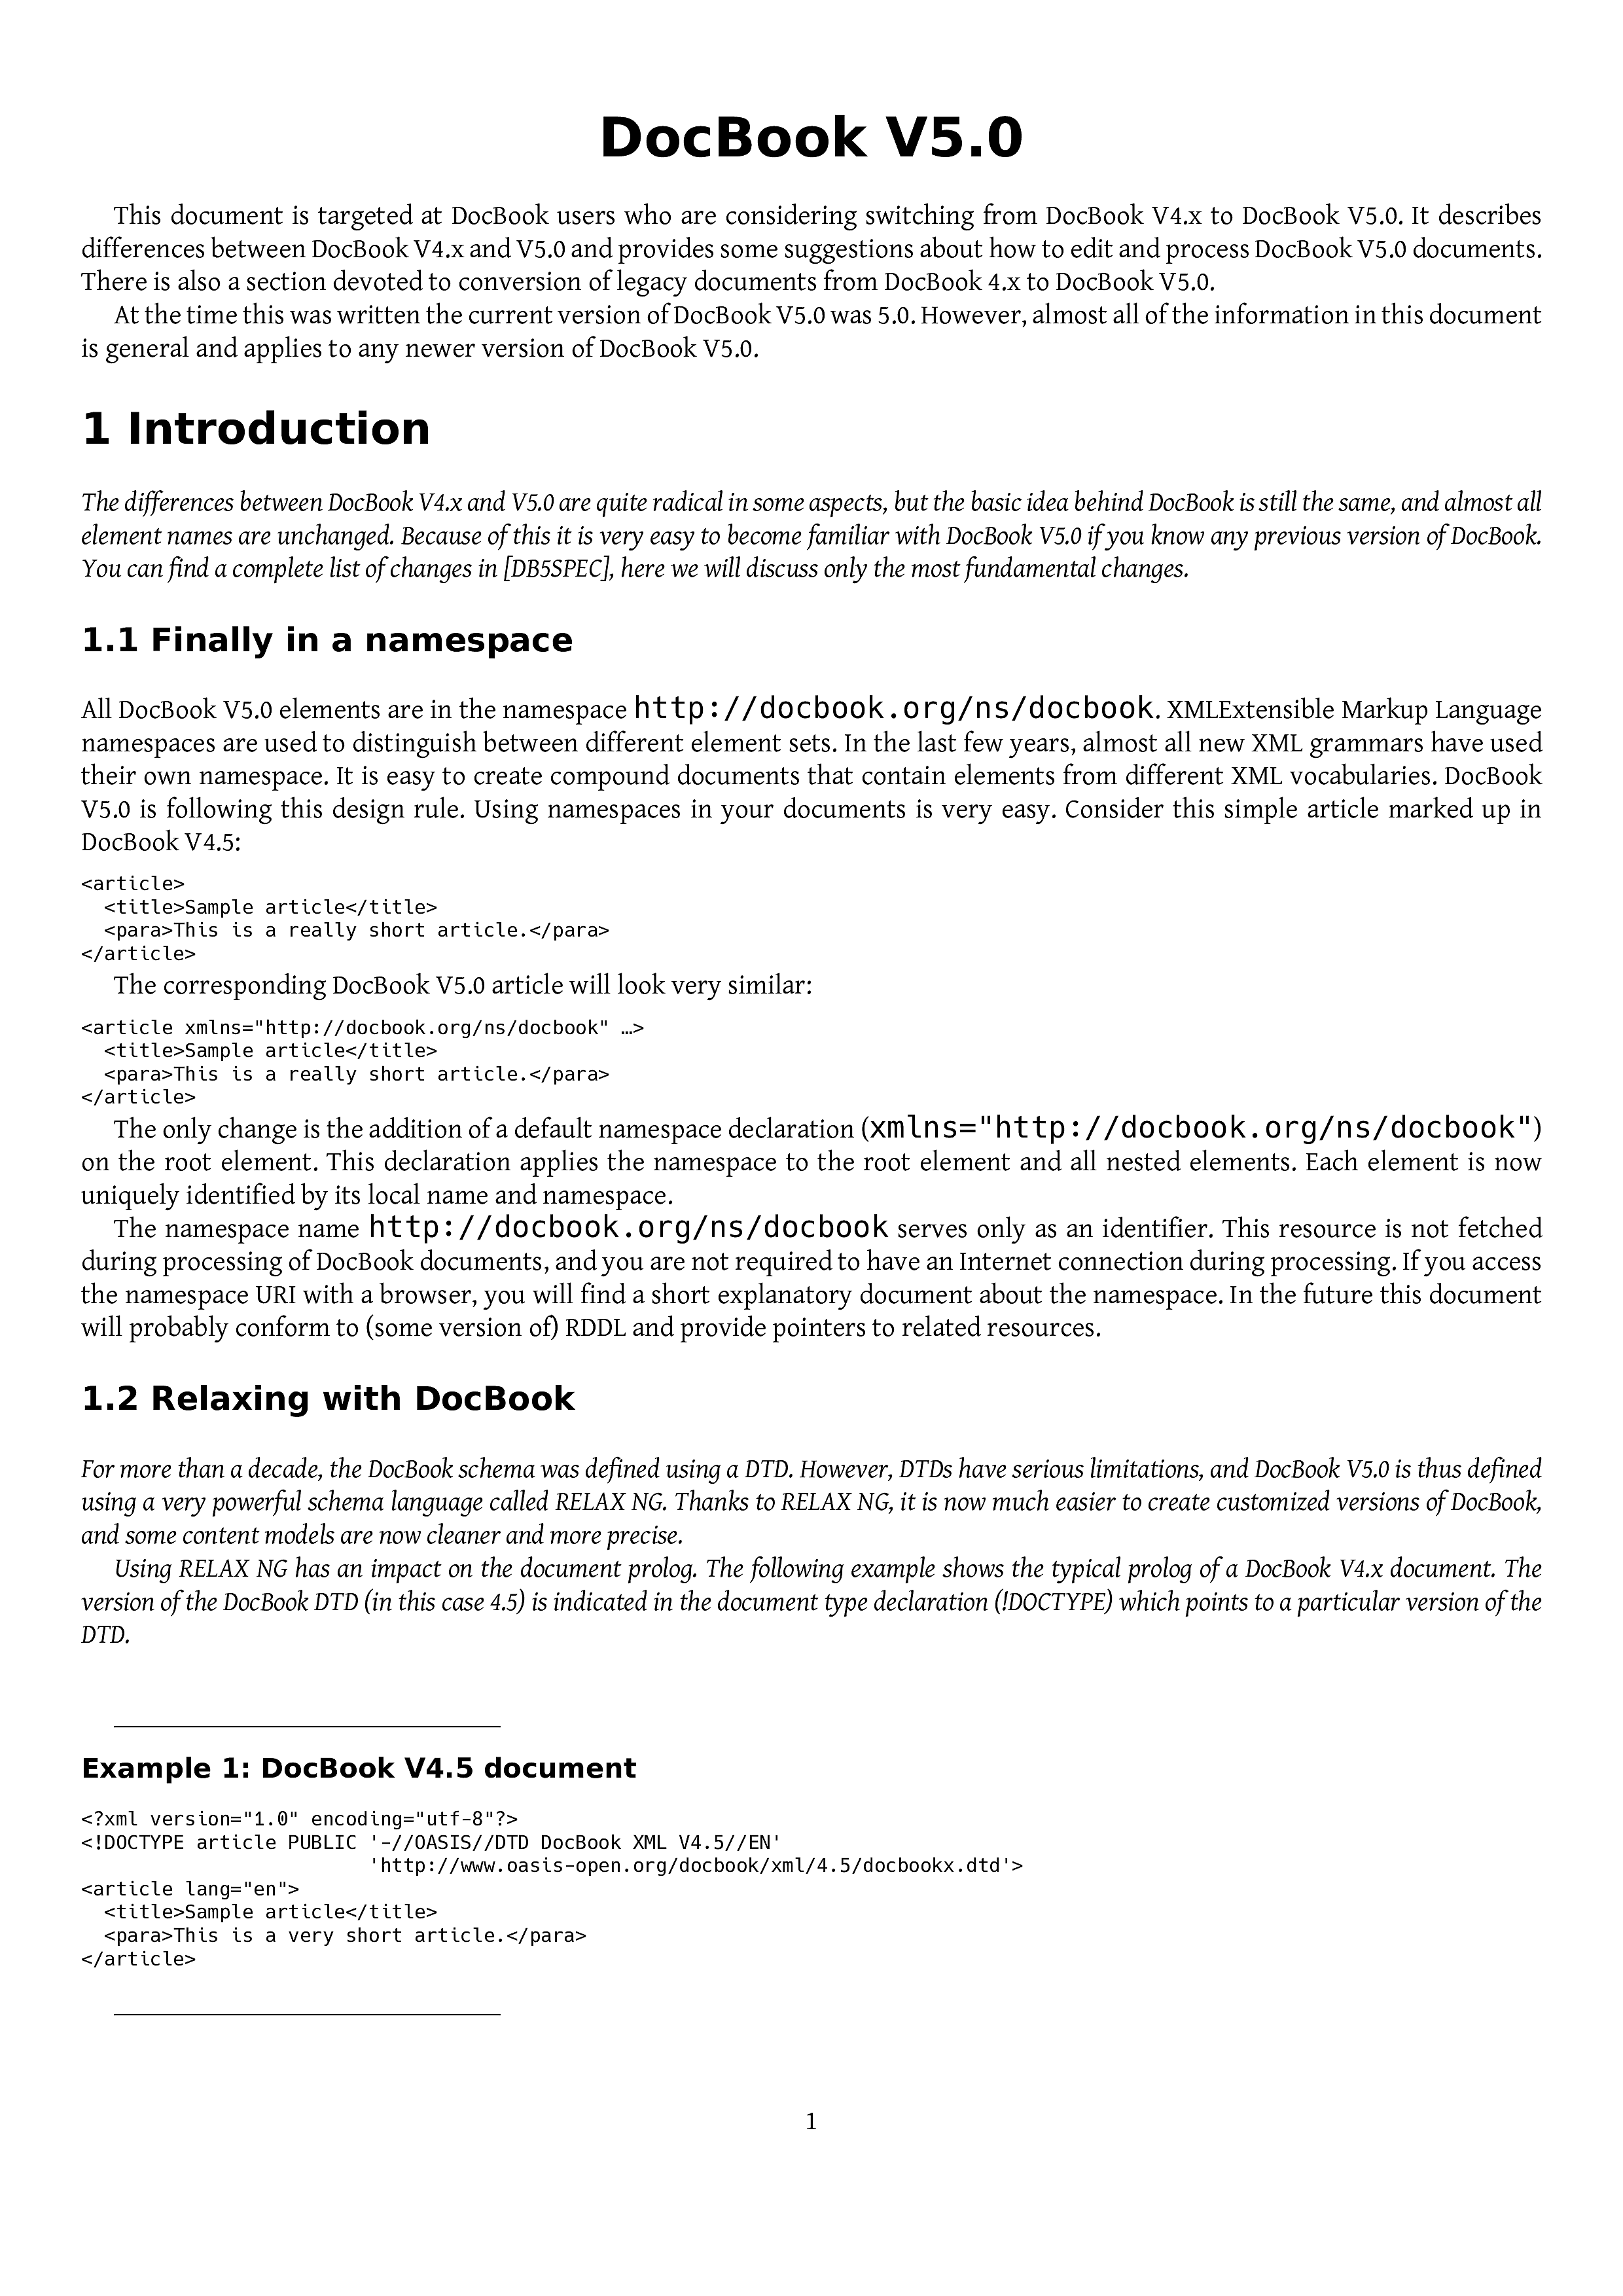 DocBook V5.0
This document is targeted at DocBook users who are considering switching from DocBook V4.x to DocBook V5.0. It describes
differences between DocBook V4.x and V5.0 and provides some suggestions about how to edit and process DocBook V5.0 documents.
There is also a section devoted to conversion of legacy documents from DocBook 4.x to DocBook V5.0.
At the time this was written the current version of DocBook V5.0 was 5.0. However, almost all of the information in this document
is general and applies to any newer version of DocBook V5.0.
1 Introduction
The differences between DocBook V4.x and V5.0 are quite radical in some aspects, but the basic idea behind DocBook is still the same, and almost all
element names are unchanged. Because of this it is very easy to become familiar with DocBook V5.0 if you know any previous version of DocBook.
You can find a complete list of changes in [DB5SPEC], here we will discuss only the most fundamental changes.
1.1 Finally in a namespace
All DocBook V5.0 elements are in the namespace http://docbook.org/ns/docbook. XMLExtensible Markup Language
namespaces are used to distinguish between different element sets. In the last few years, almost all new XML grammars have used
their own namespace. It is easy to create compound documents that contain elements from different XML vocabularies. DocBook
V5.0 is following this design rule. Using namespaces in your documents is very easy. Consider this simple article marked up in
DocBook V4.5:
<article>
  <title>Sample article</title>
  <para>This is a really short article.</para>
</article>
The corresponding DocBook V5.0 article will look very similar:
<article xmlns="http://docbook.org/ns/docbook" …>
  <title>Sample article</title>
  <para>This is a really short article.</para>
</article>
The only change is the addition of a default namespace declaration (xmlns="http://docbook.org/ns/docbook")
on the root element. This declaration applies the namespace to the root element and all nested elements. Each element is now
uniquely identified by its local name and namespace.
The namespace name http://docbook.org/ns/docbook serves only as an identifier. This resource is not fetched
during processing of DocBook documents, and you are not required to have an Internet connection during processing. If you access
the namespace URI with a browser, you will find a short explanatory document about the namespace. In the future this document
will probably conform to (some version of) RDDL and provide pointers to related resources.
1.2 Relaxing with DocBook
For more than a decade, the DocBook schema was defined using a DTD. However, DTDs have serious limitations, and DocBook V5.0 is thus defined
using a very powerful schema language called RELAX NG. Thanks to RELAX NG, it is now much easier to create customized versions of DocBook,
and some content models are now cleaner and more precise.
Using RELAX NG has an impact on the document prolog. The following example shows the typical prolog of a DocBook V4.x document. The
version of the DocBook DTD (in this case 4.5) is indicated in the document type declaration (!DOCTYPE) which points to a particular version of the
DTD.
Example 1: DocBook V4.5 document
<?xml version="1.0" encoding="utf-8"?>
<!DOCTYPE article PUBLIC '-//OASIS//DTD DocBook XML V4.5//EN'
                         'http://www.oasis-open.org/docbook/xml/4.5/docbookx.dtd'>
<article lang="en">
  <title>Sample article</title>
  <para>This is a very short article.</para>
</article>
1